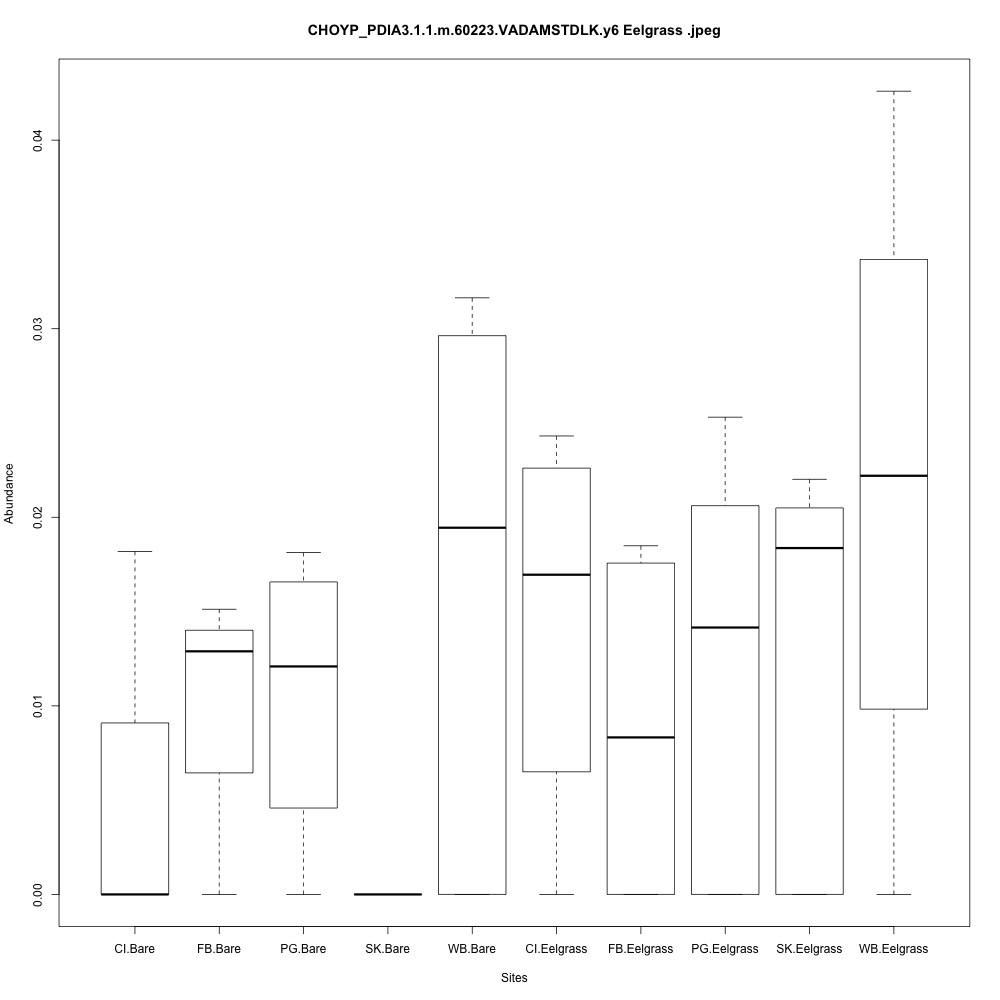 CHOYP_PDIA3.1.1.m.60223.VADAMSTDLK.y6 Eelgrass .jpeg
0.04
0.03
0.02
0.01
0.00
Abundance
CI.Bare FB.Bare PG.Bare SK.Bare WB.Bare CI.Eelgrass FB.Eelgrass PG.Eelgrass SK.Eelgrass WB.Eelgrass
Sites